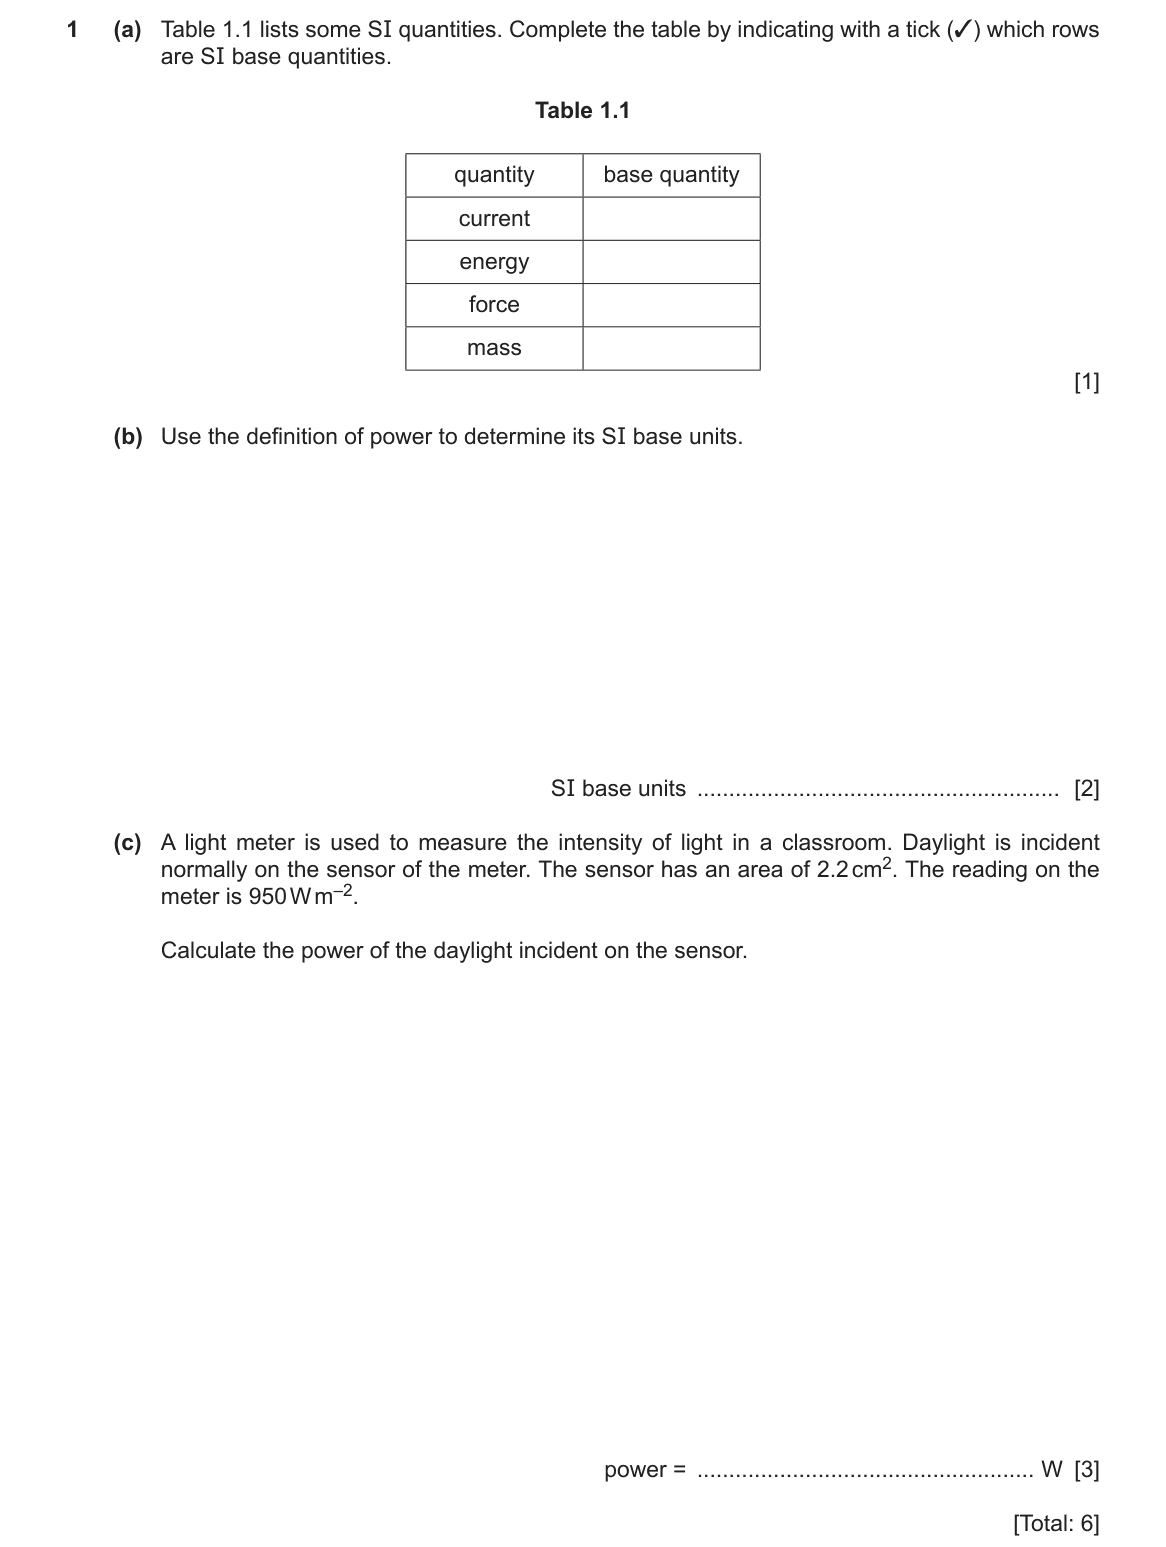 1 (a) Table 1.1 lists some SI quantities. Complete the table by indicating with a tick (✓) which rows
are SI base quantities.
Table 1.1
quantity base quantity
current
energy
force
mass
[1]
(b) Use the definition of power to determine its SI base units.
SI base units ........................................................ [2]
(c) A light meter is used to measure the intensity of light in a classroom. Daylight is incident
normally on the sensor of the meter. The sensor has an area of 2.2 cm². The reading on the
meter is 950 W m⁻².
Calculate the power of the daylight incident on the sensor.
power = .................................................... W [3]
[Total: 6]